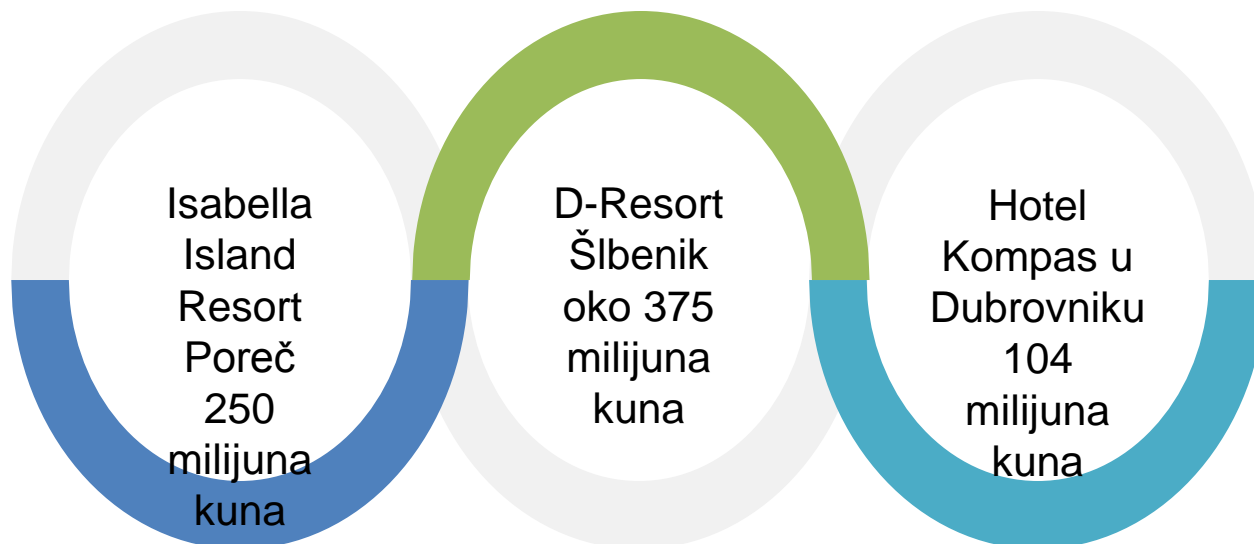 Isabella
Island
Resort
Poreč
250
milijuna
kuna
D-Resort
Šlbenik
oko 375
milijuna
kuna
Hotel
Kompas u
Dubrovniku
104
milijuna
kuna